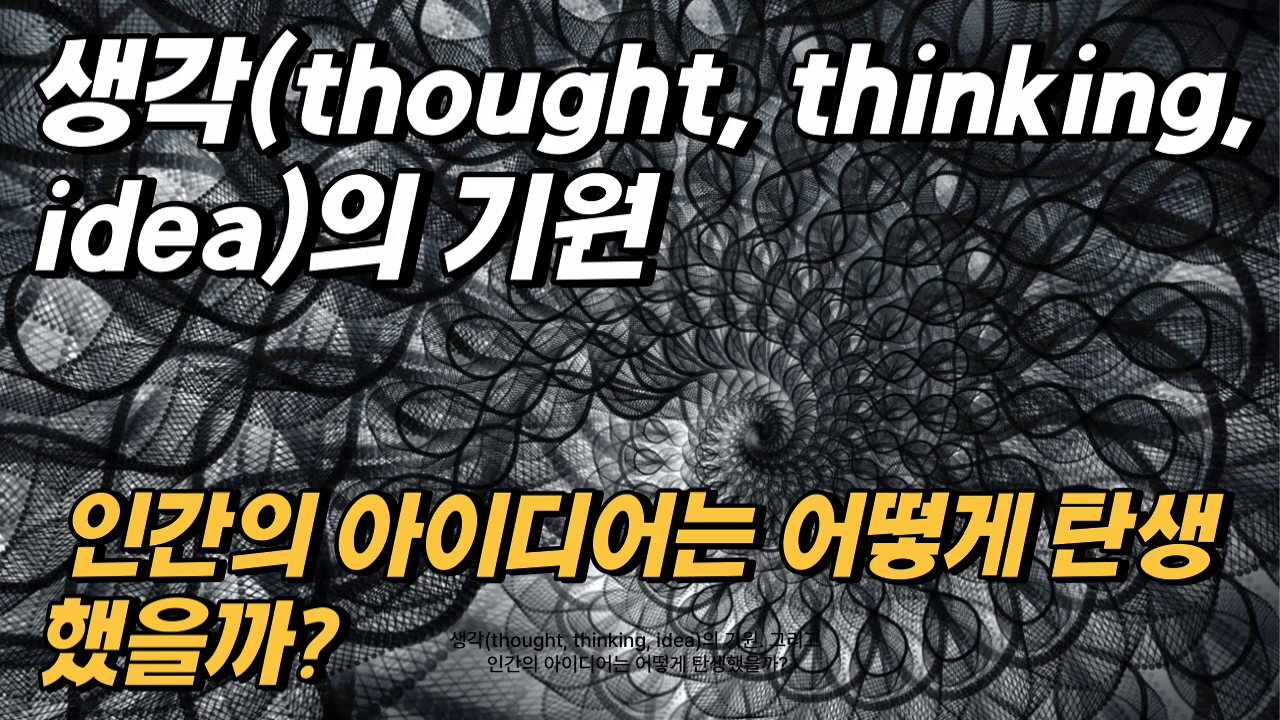 생각(thought, thinking,
idea)의 기원
인간의 아이디어는 어떻게 탄생
했을까?
생각(thought, thinking, idea)의 기원. 그리고
인간의 아이디어는 어떻게 탄생했을까?